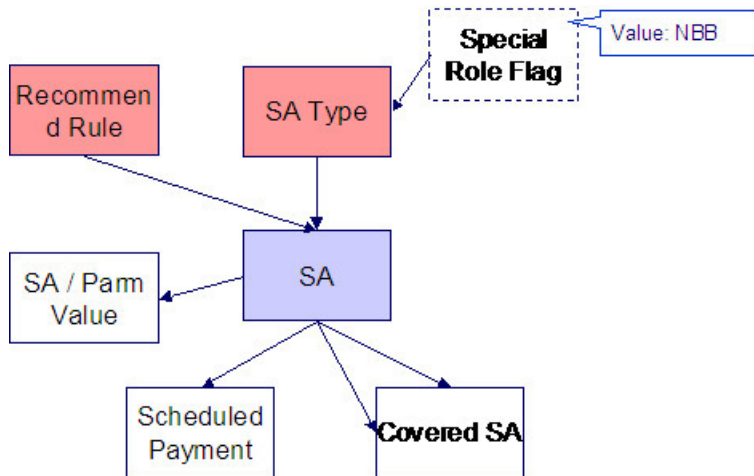 Special
Role Flag
Value: NBB
Recommen
d Rule
SA Type
SA
SA / Parm
Value
Scheduled
Payment
Covered SA